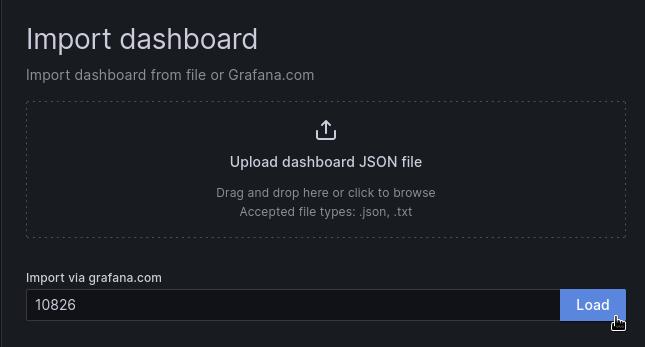 Import dashboard
Import dashboard from file or Grafana.com
Upload dashboard JSON file
Drag and drop here or click to browse
Accepted file types: .json, .txt
Import via grafana.com
10826
Load